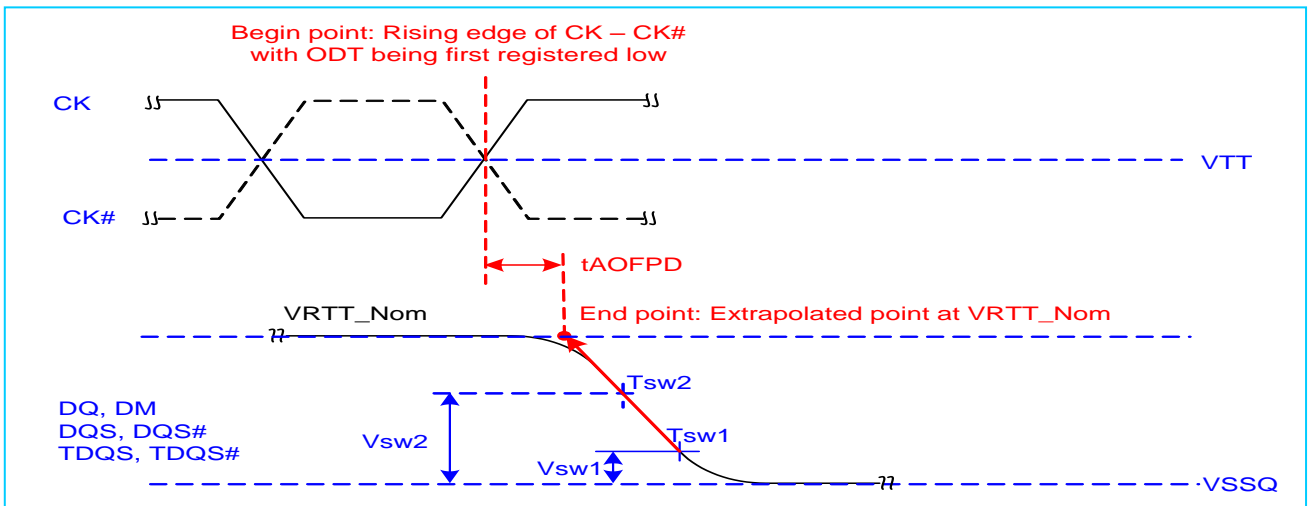 Begin point: Rising edge of CK – CK#
with ODT being first registered low
CK
VTT
CK#
tAOFPD
VRTT_Nom
End point: Extrapolated point at VRTT_Nom
Tsw2
DQ, DM
DQS, DQS#
TDQS, TDQS#
Vsw2
Tsw1
Vsw1
VSSQ